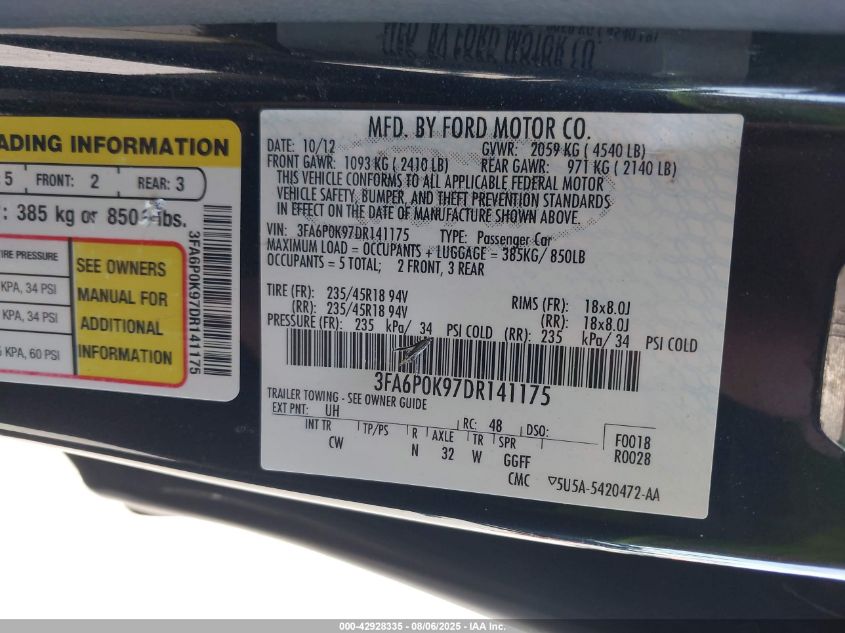 ADING INFORMATION
5 FRONT: 2 REAR: 3
385 kg or 850 lbs.
TIRE PRESSURE
KPA, 34 PSI
KPA, 34 PSI
KPA, 60 PSI
SEE OWNERS
MANUAL FOR
ADDITIONAL
INFORMATION
3FA6P0K97DR141175
MFD. BY FORD MOTOR CO.
DATE: 10/12 GVWR: 2059 KG ( 4540 LB)
FRONT GAWR: 1093 KG ( 2410 LB) REAR GAWR: 971 KG ( 2140 LB)
THIS VEHICLE CONFORMS TO ALL APPLICABLE FEDERAL MOTOR
VEHICLE SAFETY, BUMPER, AND THEFT PREVENTION STANDARDS
IN EFFECT ON THE DATE OF MANUFACTURE SHOWN ABOVE.
VIN: 3FA6P0K97DR141175 TYPE: Passenger Car
MAXIMUM LOAD = OCCUPANTS + LUGGAGE = 385KG/ 850LB
OCCUPANTS = 5 TOTAL; 2 FRONT, 3 REAR
TIRE (FR): 235/45R18 94V RIMS (FR): 18x8.0J
(RR): 235/45R18 94V (RR): 18x8.0J
PRESSURE (FR): 235 kPa/ 34 PSI COLD (RR): 235 kPa/ 34 PSI COLD
3FA6P0K97DR141175
TRAILER TOWING - SEE OWNER GUIDE
EXT PNT: UH RC: 48 DSO:
INT TR TP/PS R AXLE TR SPR F0018
CW N 32 W GGFF R0028
CMC ▽5U5A-5420472-AA
000-42928335 - 08/06/2025 - IAA Inc.